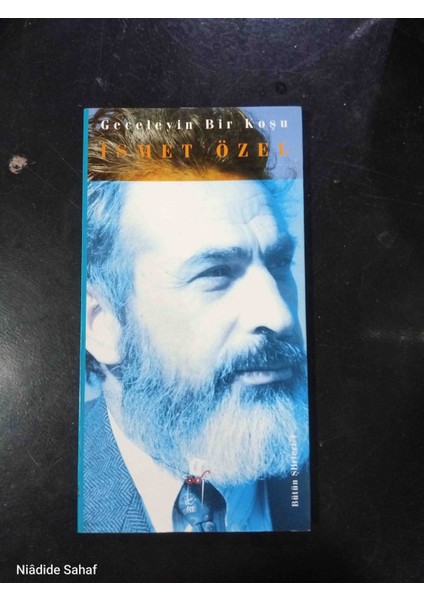 Geceleyin Bir Koşu
İSMET ÖZEL
Bütün Şiirleri
Niâdide Sahaf